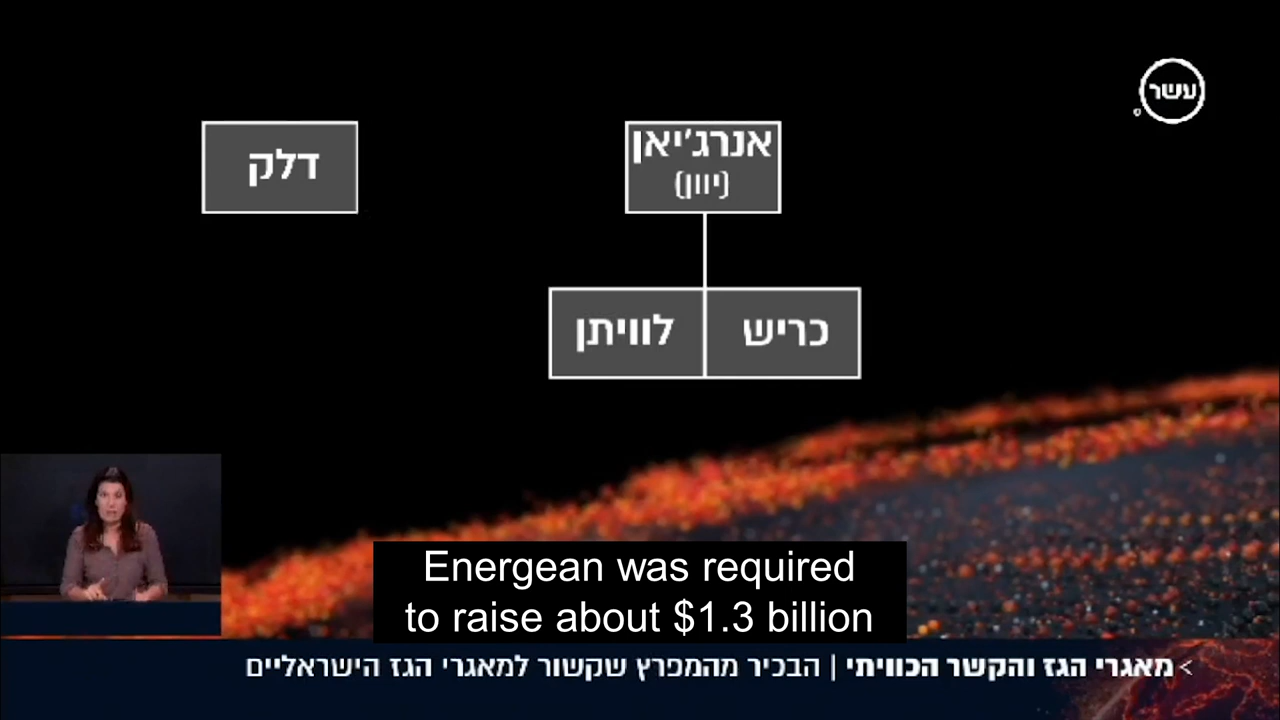 עשר
אנרג'יאן
(יוון)
דלק
כריש
לוויתן
Energean was required
to raise about $1.3 billion
> מאגרי הגז והקשר הכוויתי | הבכיר מהמפרץ שקשור למאגרי הגז הישראליים